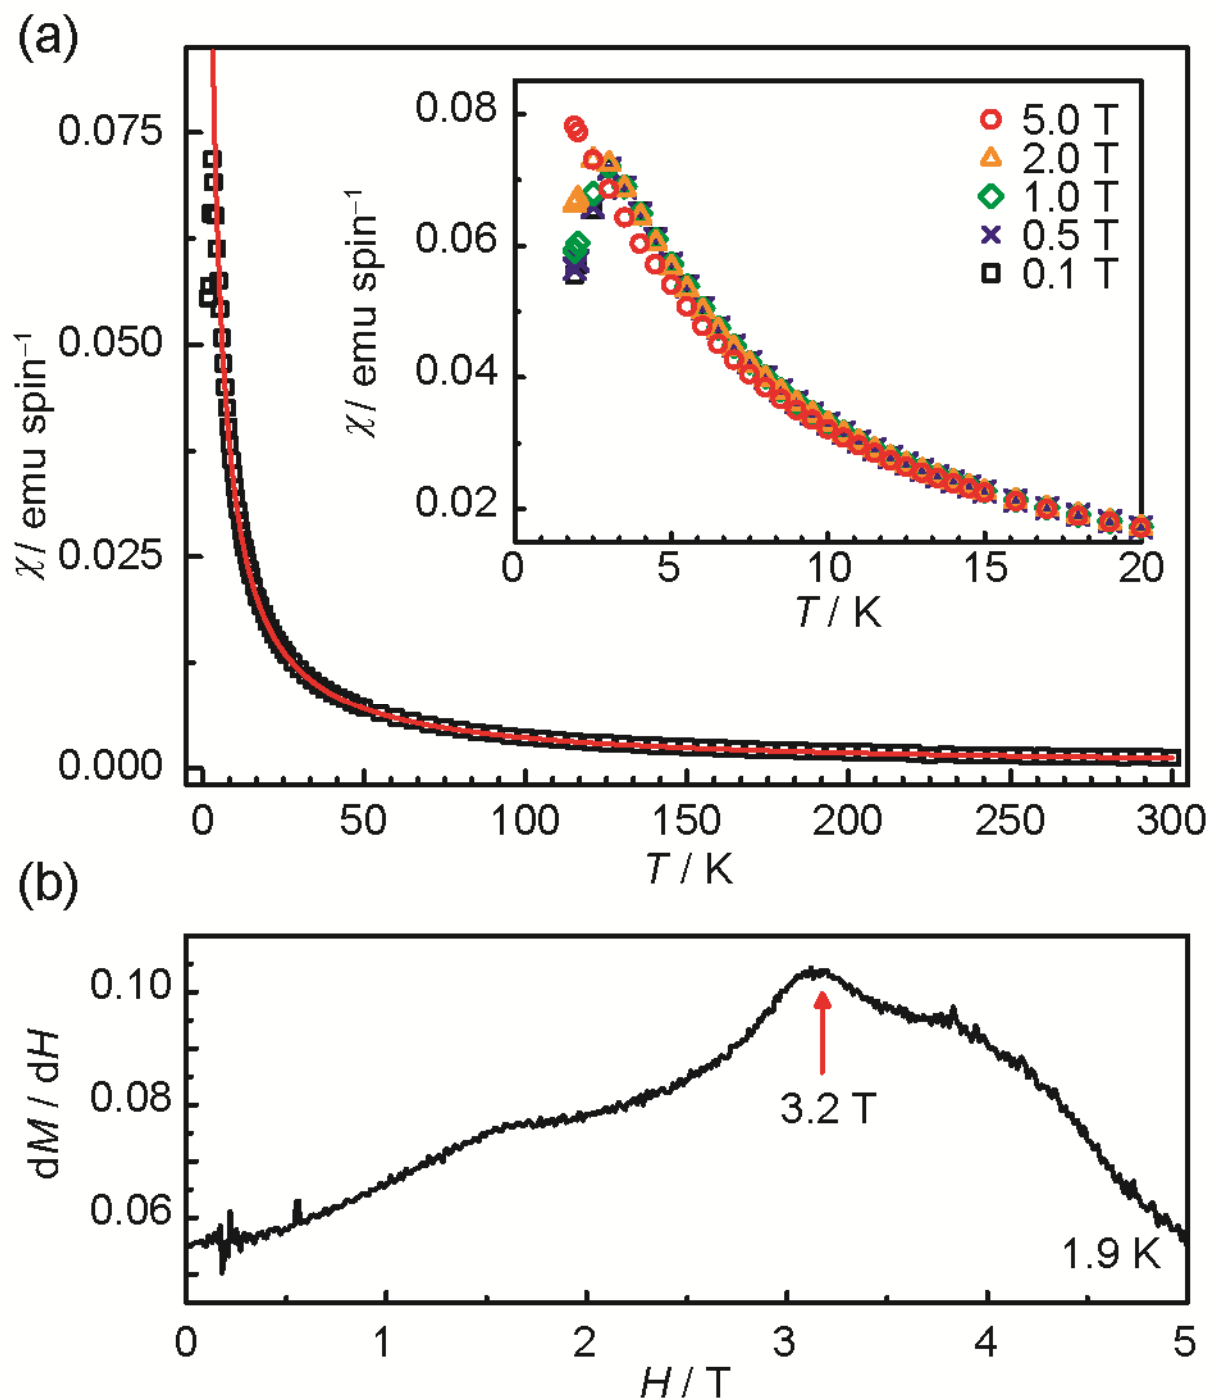 (a)
χ / emu spin⁻¹
0.075
0.050
0.025
0.000
0 50 100 150 200 250 300
T / K
χ / emu spin⁻¹
0.08
0.06
0.04
0.02
0 5 10 15 20
T / K
5.0 T
2.0 T
1.0 T
0.5 T
0.1 T
(b)
dM / dH
0.10
0.08
0.06
3.2 T
1.9 K
0 1 2 3 4 5
H / T